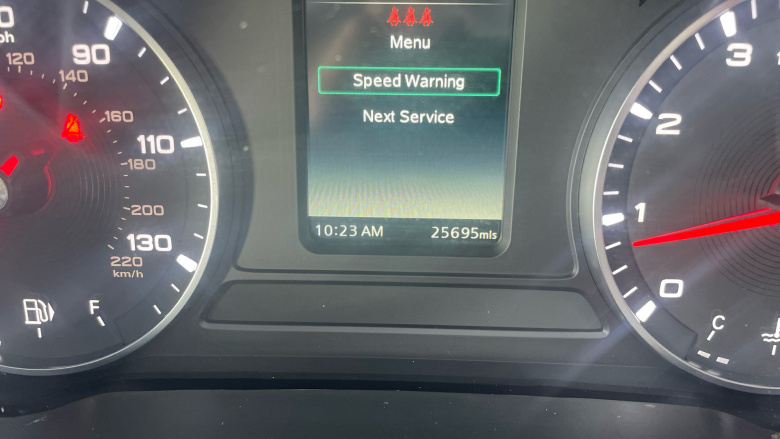 Menu
Speed Warning
Next Service
10:23 AM 25695mls
90
110
130
120
140
160
180
200
220
km/h
F
3
2
1
0
C